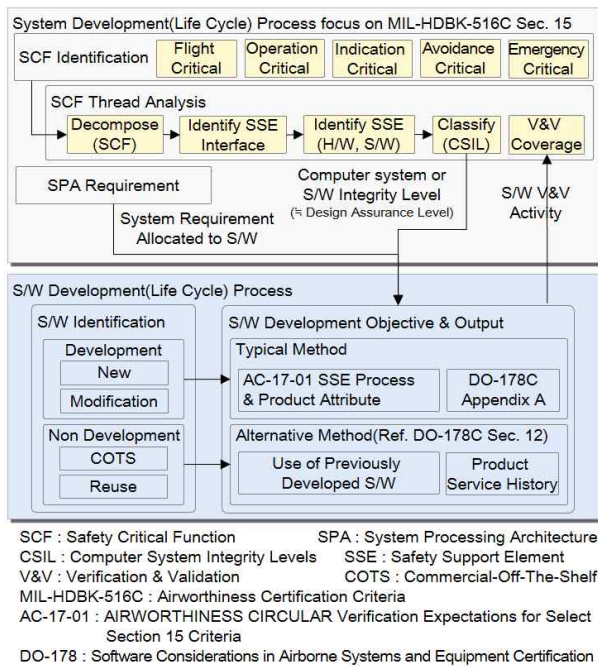 System Development(Life Cycle) Process focus on MIL-HDBK-516C Sec. 15
SCF Identification
Flight
Critical
Operation
Critical
Indication
Critical
Avoidance
Critical
Emergency
Critical
SCF Thread Analysis
Decompose
(SCF)
Identify SSE
Interface
Identify SSE
(H/W, S/W)
Classify
(CSIL)
V&V
Coverage
SPA Requirement
Computer system or
S/W Integrity Level
(≒ Design Assurance Level)
S/W V&V
Activity
System Requirement
Allocated to S/W
S/W Development(Life Cycle) Process
S/W Identification
Development
New
Modification
Non Development
COTS
Reuse
S/W Development Objective & Output
Typical Method
AC-17-01 SSE Process
& Product Attribute
DO-178C
Appendix A
Alternative Method(Ref. DO-178C Sec. 12)
Use of Previously
Developed S/W
Product
Service History
SCF : Safety Critical Function
SPA : System Processing Architecture
CSIL : Computer System Integrity Levels
SSE : Safety Support Element
V&V : Verification & Validation
COTS : Commercial-Off-The-Shelf
MIL-HDBK-516C : Airworthiness Certification Criteria
AC-17-01 : AIRWORTHINESS CIRCULAR Verification Expectations for Select
Section 15 Criteria
DO-178 : Software Considerations in Airborne Systems and Equipment Certification